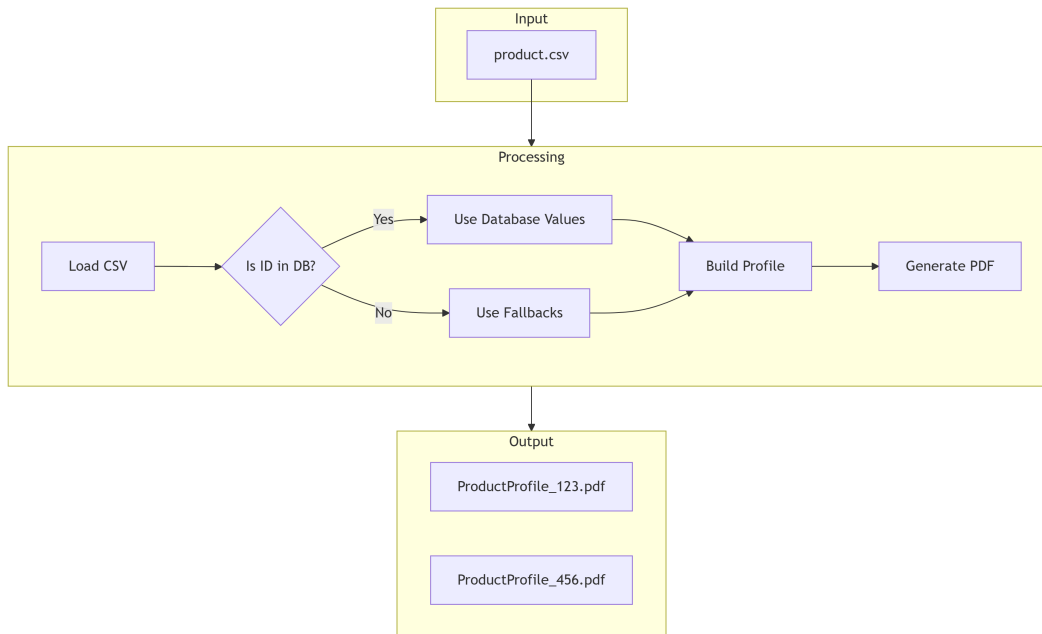 Input
product.csv
Processing
Load CSV
Is ID in DB?
Yes
No
Use Database Values
Use Fallbacks
Build Profile
Generate PDF
Output
ProductProfile_123.pdf
ProductProfile_456.pdf